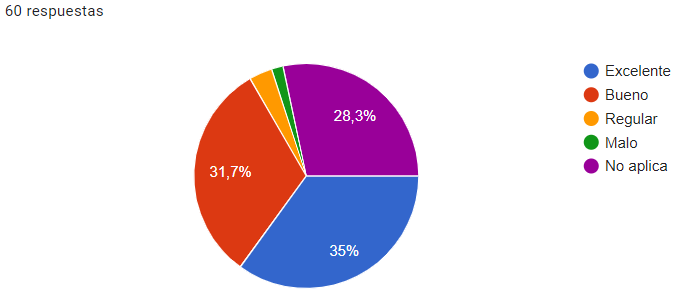 60 respuestas
Excelente
Bueno
Regular
Malo
No aplica
28,3%
31,7%
35%